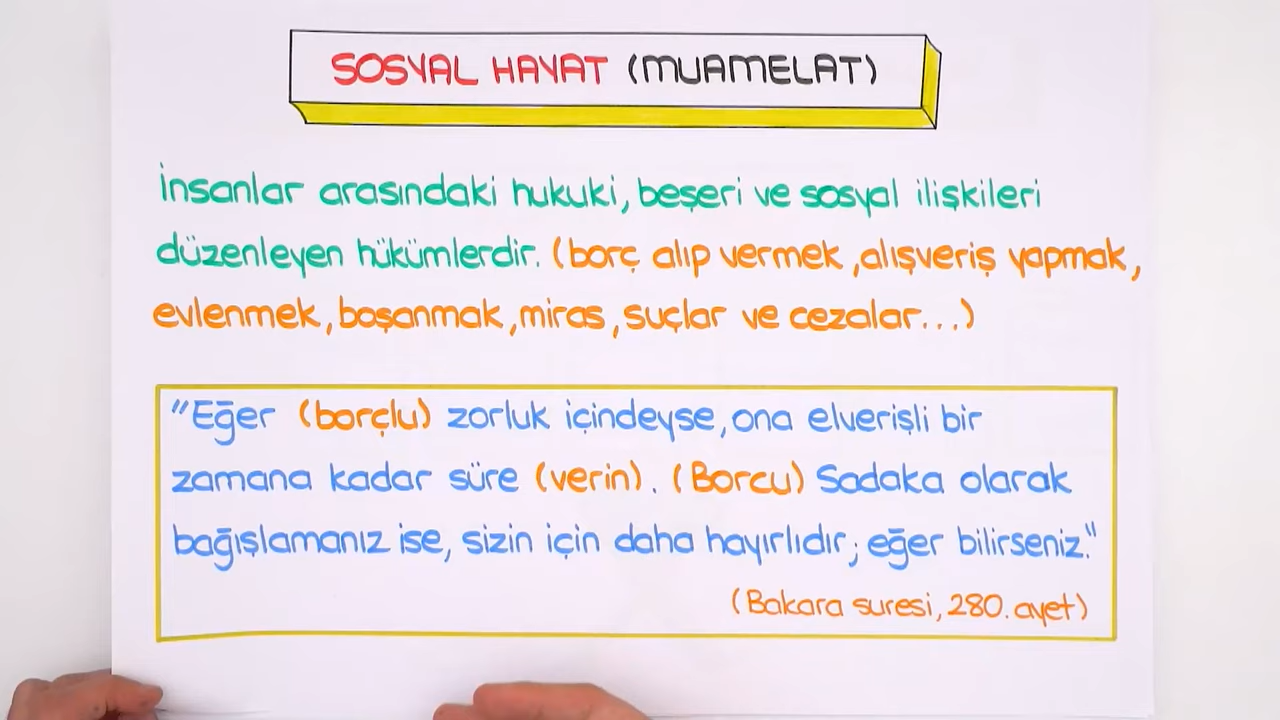 SOSYAL HAYAT (MUAMELAT)
İnsanlar arasındaki hukuki, beşeri ve sosyal ilişkileri
düzenleyen hükümlerdir. (borç alıp vermek, alışveriş yapmak,
evlenmek, boşanmak, miras, suçlar ve cezalar...)
"Eğer (borçlu) zorluk içindeyse, ona elverişli bir
zamana kadar süre (verin). (Borcu) Sadaka olarak
bağışlamanız ise, sizin için daha hayırlıdır; eğer bilirseniz."
(Bakara suresi, 280. ayet)